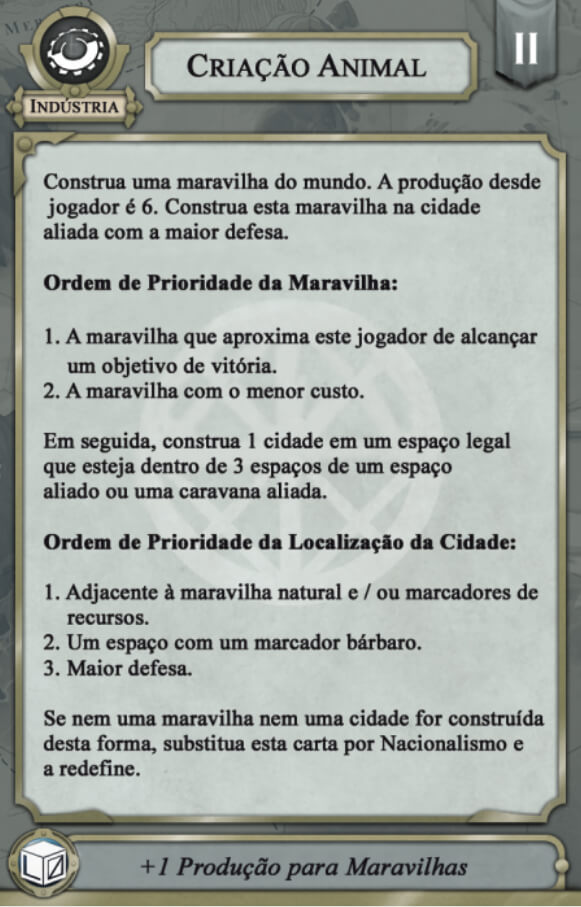 II
CRIAÇÃO ANIMAL
INDÚSTRIA
Construa uma maravilha do mundo. A produção desde
jogador é 6. Construa esta maravilha na cidade
aliada com a maior defesa.
Ordem de Prioridade da Maravilha:
1. A maravilha que aproxima este jogador de alcançar
um objetivo de vitória.
2. A maravilha com o menor custo.
Em seguida, construa 1 cidade em um espaço legal
que esteja dentro de 3 espaços de um espaço
aliado ou uma caravana aliada.
Ordem de Prioridade da Localização da Cidade:
1. Adjacente à maravilha natural e / ou marcadores de
recursos.
2. Um espaço com um marcador bárbaro.
3. Maior defesa.
Se nem uma maravilha nem uma cidade for construída
desta forma, substitua esta carta por Nacionalismo e
a redefine.
+1 Produção para Maravilhas